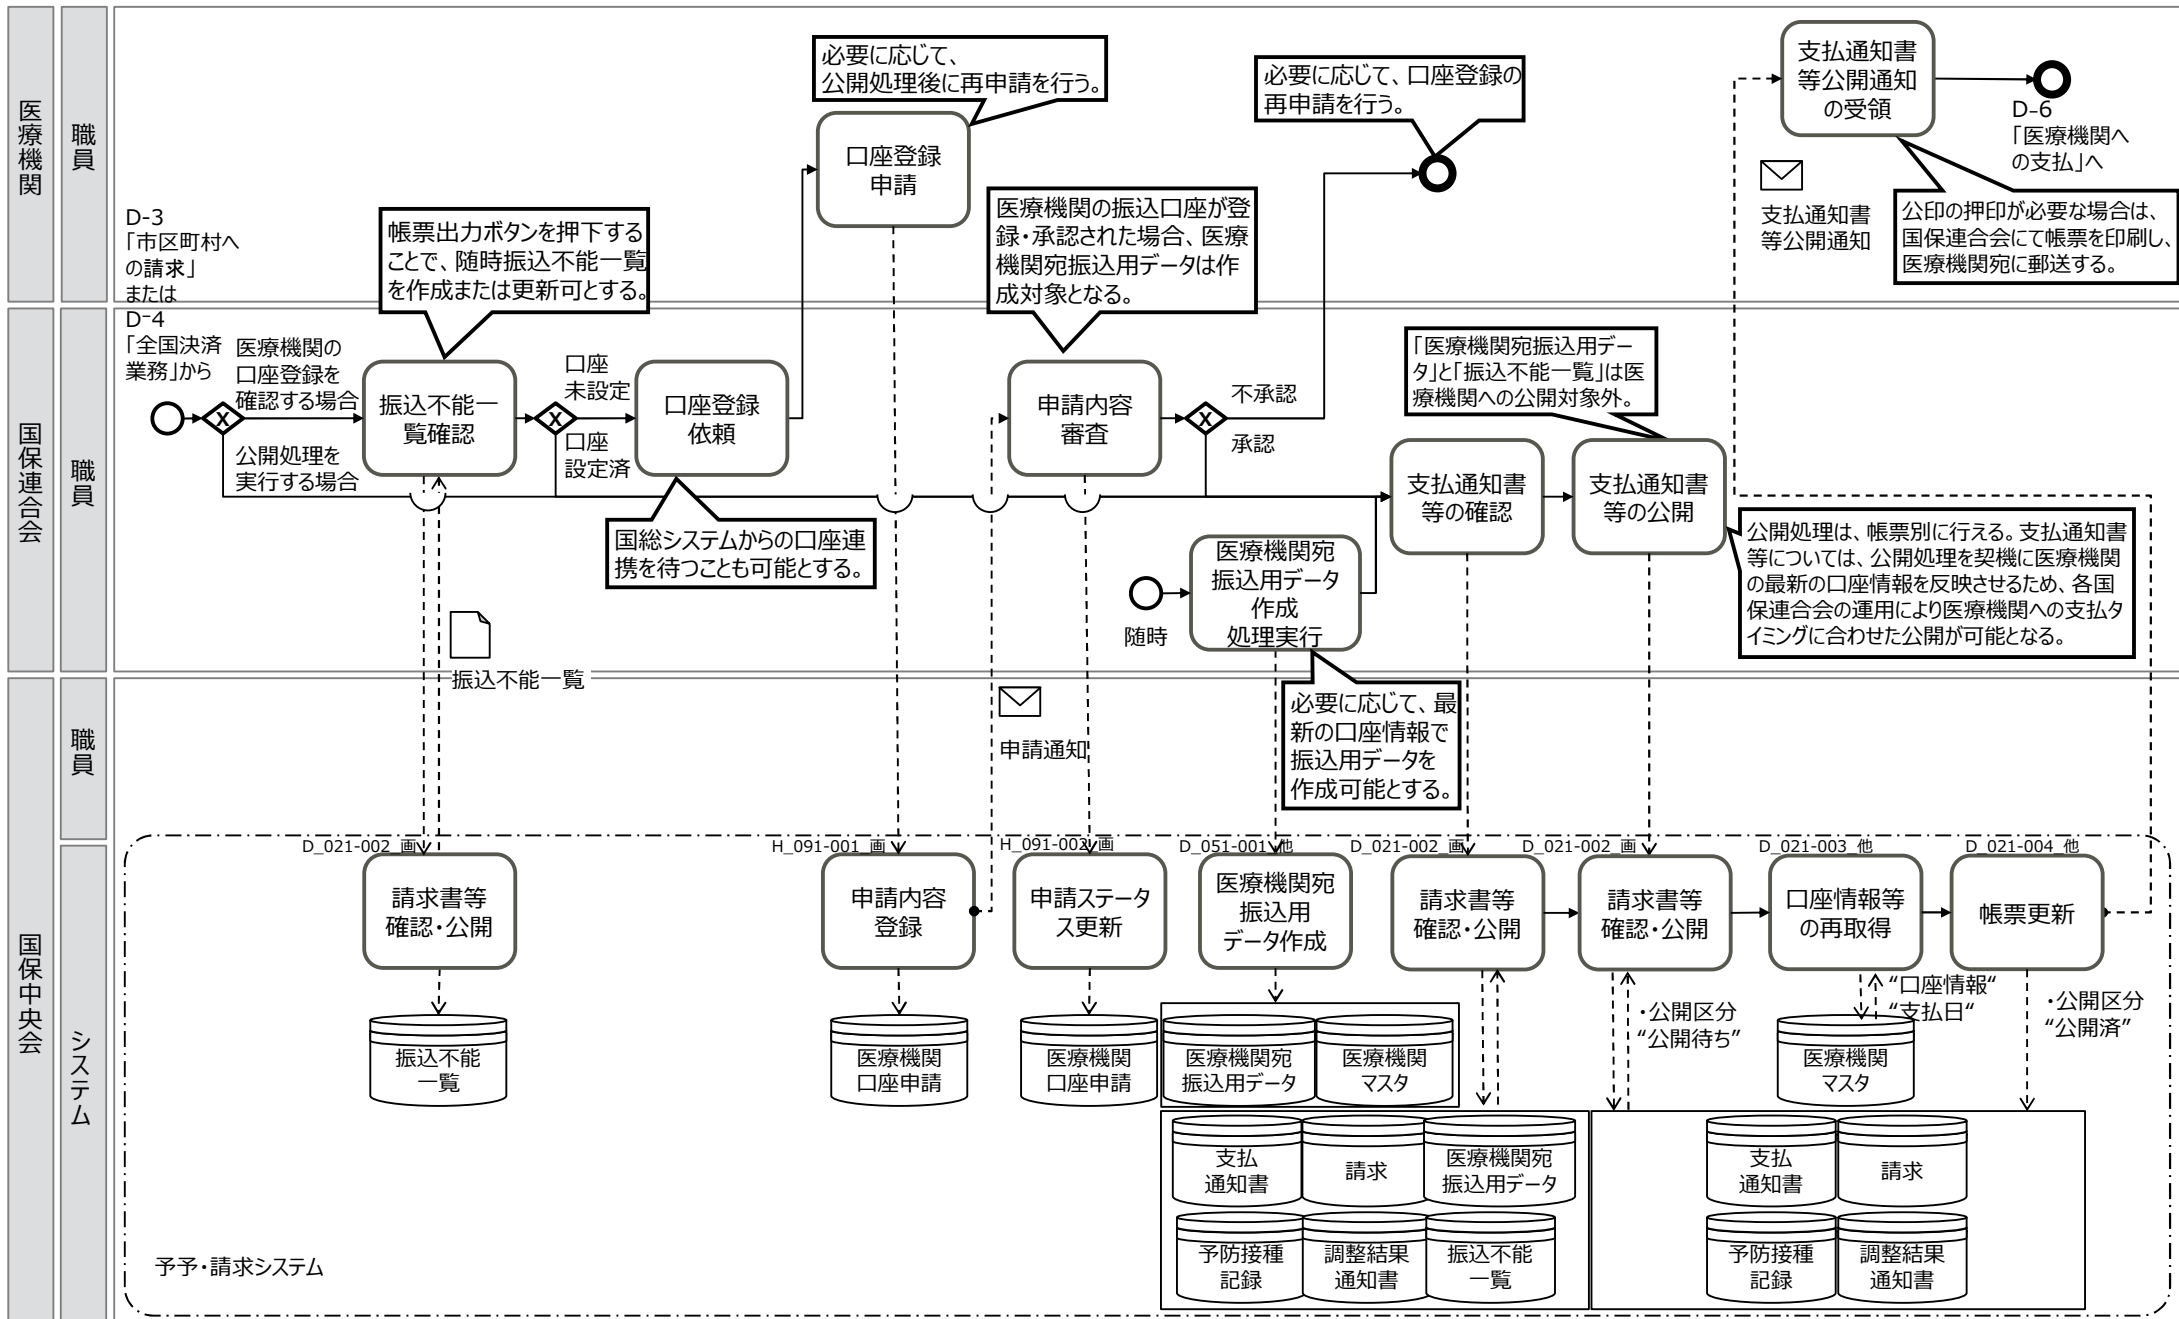 医療機関
職員
国保連合会
職員
国保中央会
職員
システム
D-3
「市区町村へ
の請求」
または
D-4
「全国決済
業務」から
医療機関の
口座登録を
確認する場合
公開処理を
実行する場合
帳票出力ボタンを押下する
ことで、随時振込不能一覧
を作成または更新可とする。
振込不能一
覧確認
口座
未設定
口座
設定済
口座登録
依頼
国総システムからの口座連
携を待つことも可能とする。
必要に応じて、
公開処理後に再申請を行う。
口座登録
申請
医療機関の振込口座が登
録・承認された場合、医療
機関宛振込用データは作
成対象となる。
申請内容
審査
不承認
承認
必要に応じて、口座登録の
再申請を行う。
随時
医療機関宛
振込用データ
作成
処理実行
必要に応じて、最
新の口座情報で
振込用データを
作成可能とする。
「医療機関宛振込用デー
タ」と「振込不能一覧」は医
療機関への公開対象外。
支払通知書
等の確認
支払通知書
等の公開
公開処理は、帳票別に行える。支払通知書
等については、公開処理を契機に医療機関
の最新の口座情報を反映させるため、各国
保連合会の運用により医療機関への支払タ
イミングに合わせた公開が可能となる。
支払通知書
等公開通知
支払通知書
等公開通知
の受領
D-6
「医療機関へ
の支払」へ
公印の押印が必要な場合は、
国保連合会にて帳票を印刷し、
医療機関宛に郵送する。
振込不能一覧
申請通知
D_021-002_画
請求書等
確認・公開
振込不能
一覧
H_091-001_画
申請内容
登録
医療機関
口座申請
H_091-002_画
申請ステータ
ス更新
医療機関
口座申請
D_051-001_他
医療機関宛
振込用
データ作成
医療機関宛
振込用データ
医療機関
マスタ
D_021-002_画
請求書等
確認・公開
支払
通知書
請求
医療機関宛
振込用データ
予防接種
記録
調整結果
通知書
振込不能
一覧
D_021-002_画
請求書等
確認・公開
・公開区分
“公開待ち”
D_021-003_他
口座情報等
の再取得
“口座情報“
“支払日“
医療機関
マスタ
D_021-004_他
帳票更新
・公開区分
“公開済”
支払
通知書
請求
予防接種
記録
調整結果
通知書
予予・請求システム